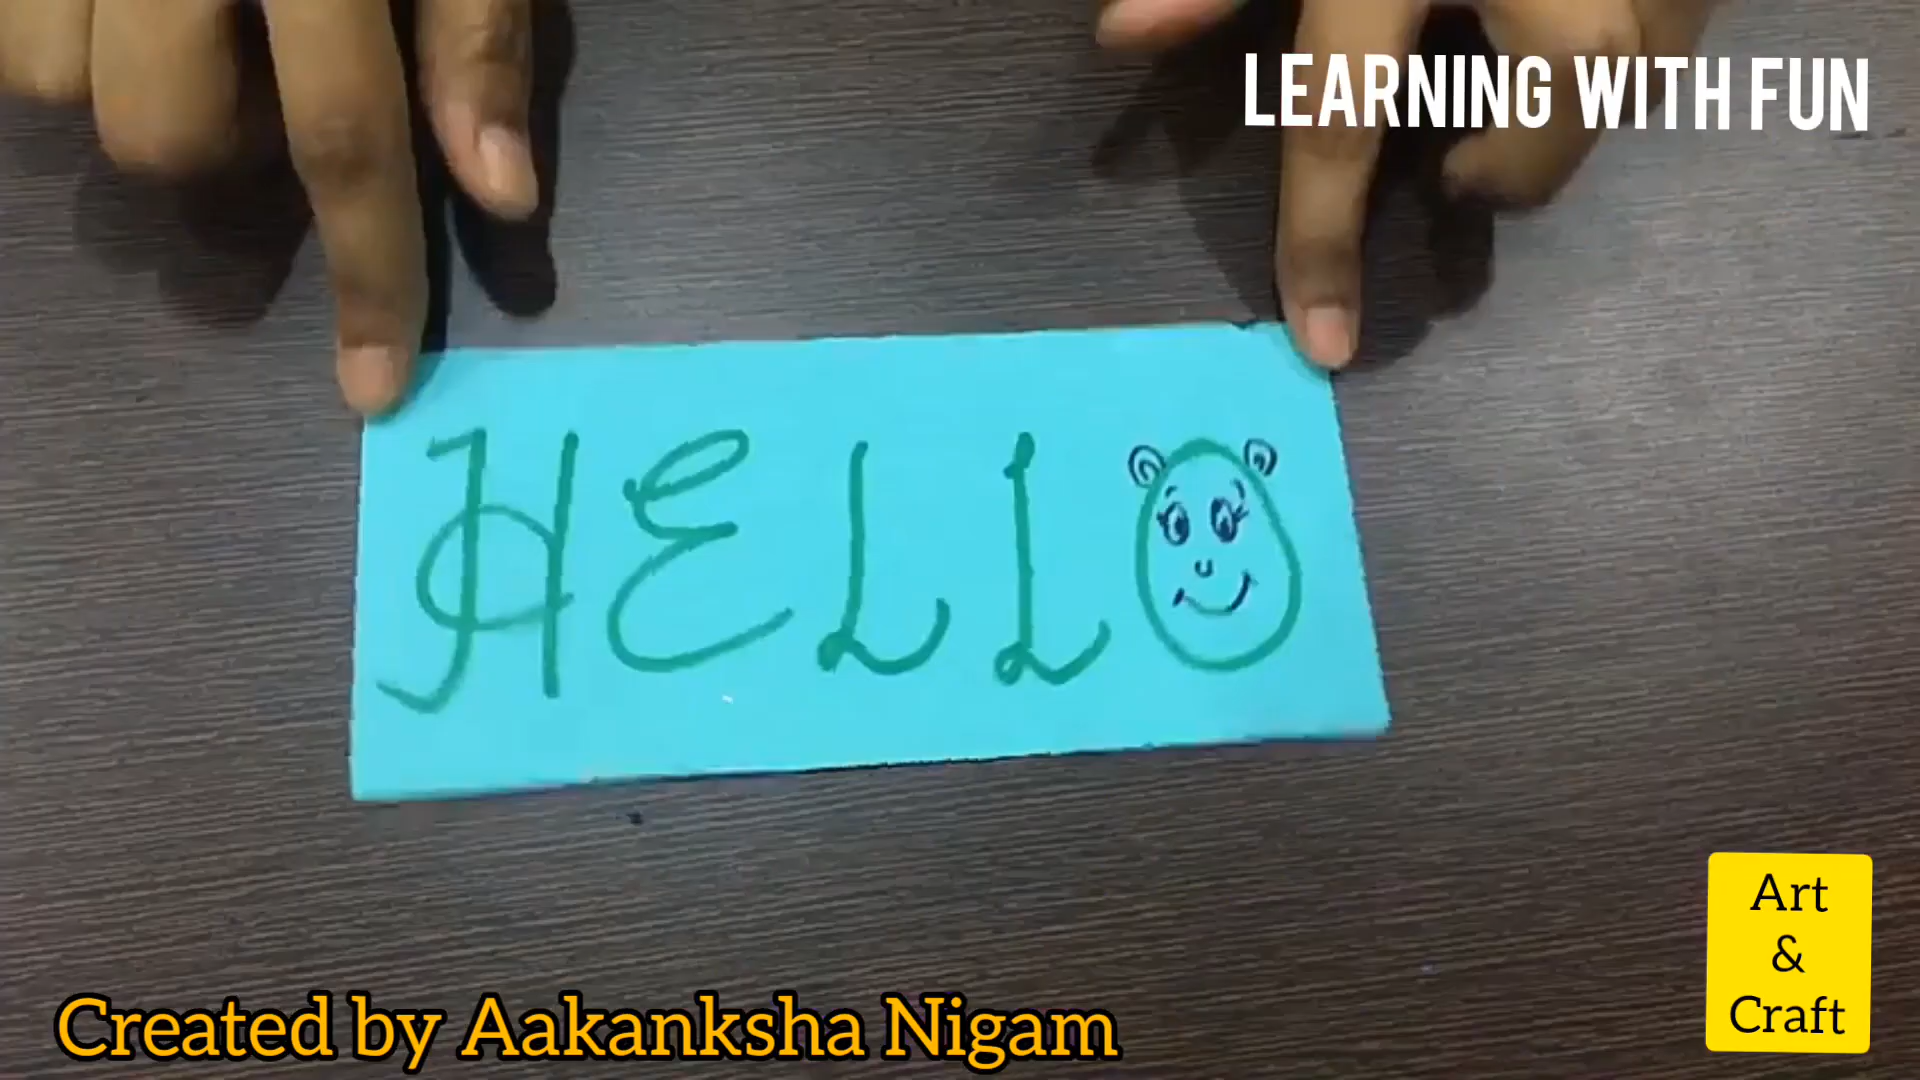 LEARNING WITH FUN
HELLO
Art
&
Craft
Created by Aakanksha Nigam